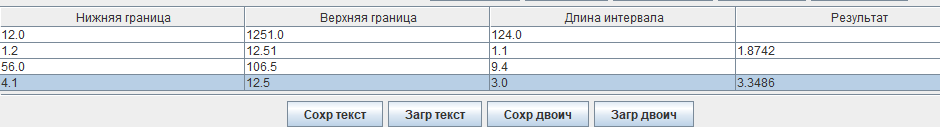 Нижняя граница Верхняя граница Длина интервала Результат
12.0 1251.0 124.0
1.2 12.51 1.1 1.8742
56.0 106.5 9.4
4.1 12.5 3.0 3.3486
Сохр текст Загр текст Сохр двоич Загр двоич